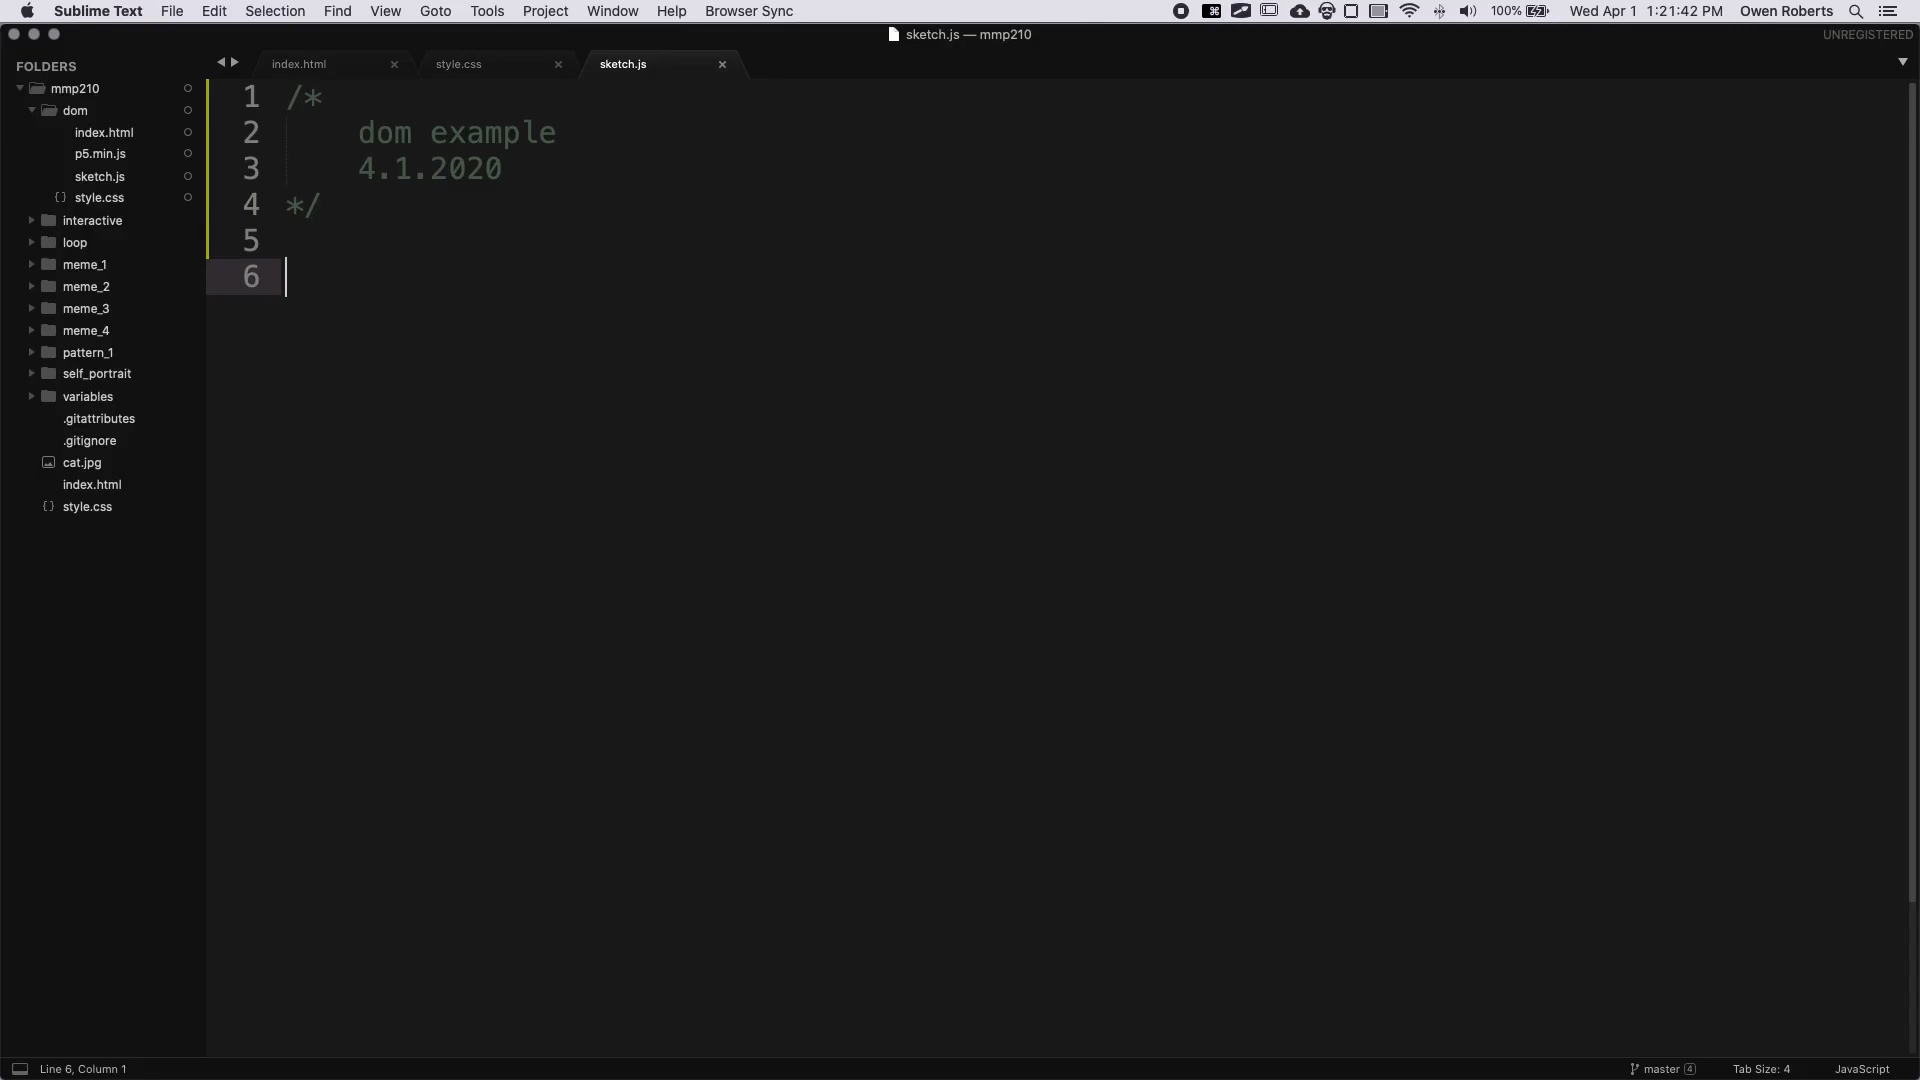 Sublime Text File Edit Selection Find View Goto Tools Project Window Help Browser Sync 100% Wed Apr 1 1:21:42 PM Owen Roberts
sketch.js — mmp210 UNREGISTERED
FOLDERS
mmp210
dom
index.html
p5.min.js
sketch.js
{} style.css
interactive
loop
meme_1
meme_2
meme_3
meme_4
pattern_1
self_portrait
variables
.gitattributes
.gitignore
cat.jpg
index.html
{} style.css
index.html × style.css × sketch.js ×
1 /*
2 dom example
3 4.1.2020
4 */
5
6
Line 6, Column 1 master 4 Tab Size: 4 JavaScript